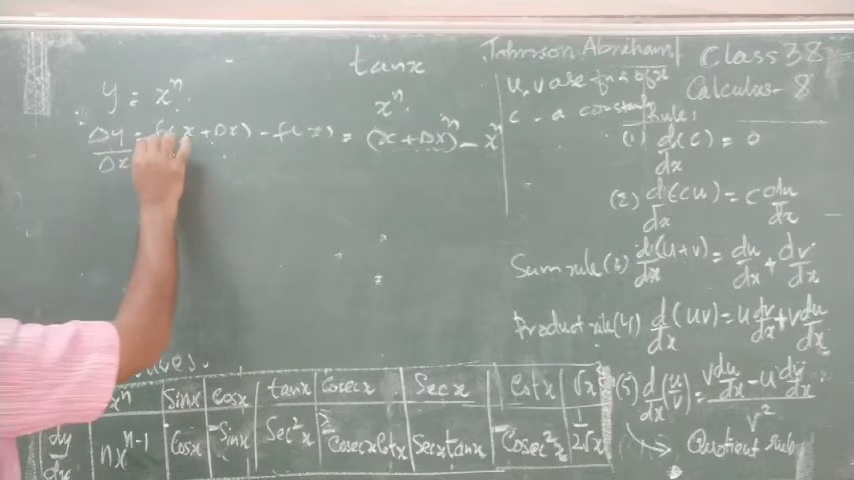 tanx
y = xⁿ
xⁿ
Δy/Δx = f(x+Δx) - f(x) = (x+Δx)ⁿ - xⁿ
Johnson Abraham
Class 38
Calculus - 8
u, v are fns of x
c - a constant
Rules
(1) d/dx (c) = 0
(2) d/dx (cu) = c du/dx
Sum rule (3) d/dx (u+v) = du/dx + dv/dx
Product rule (4) d/dx (uv) = u dv/dx + v du/dx
(5) d/dx (u/v) = (v du/dx - u dv/dx)/v²
Quotient rule
xⁿ | sinx | cosx | tanx | cosecx | secx | cotx | √x
dy/dx | nxⁿ⁻¹ | cosx | -sinx | sec²x | -cosecx cotx | secx tanx | -cosec²x | 1/2√x